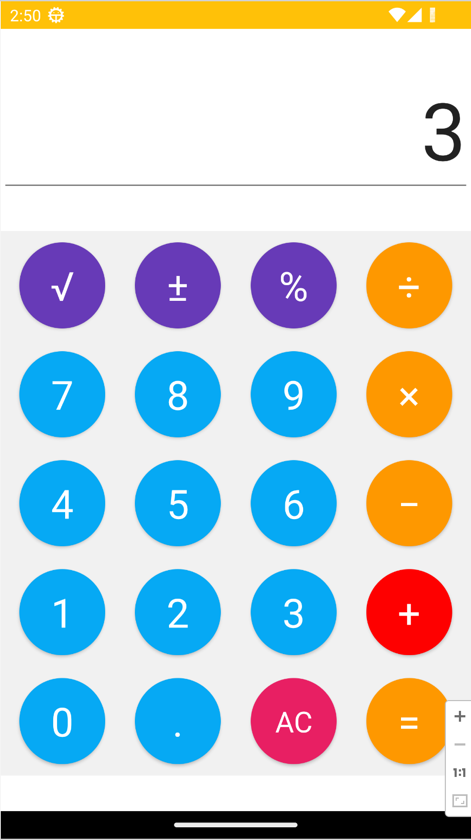 2:50
3
√ ± % ÷
7 8 9 ×
4 5 6 −
1 2 3 +
0 . AC =
+
−
1:1